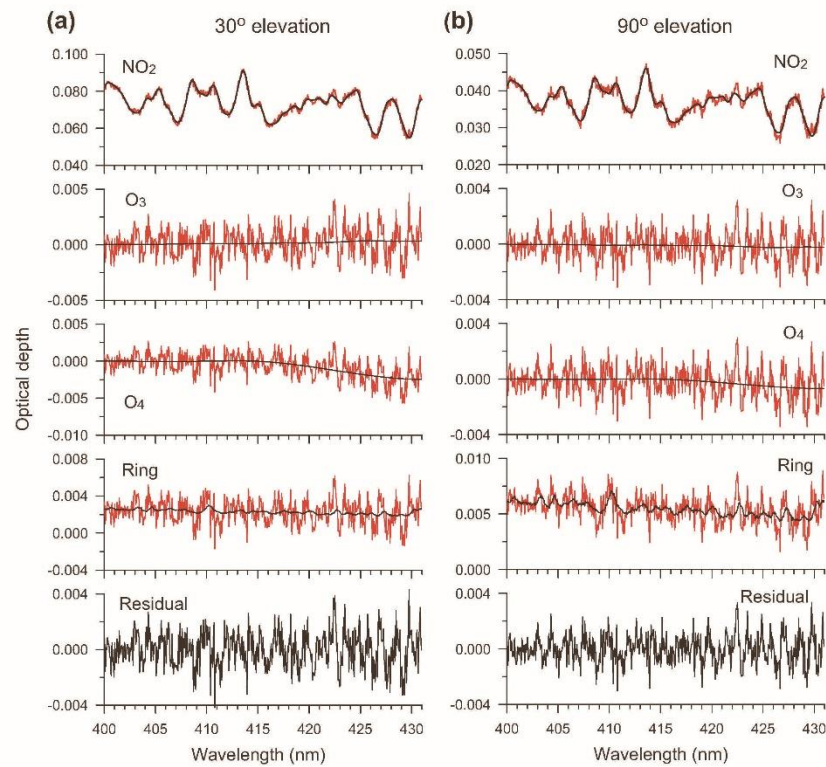 (a)
30° elevation
NO2
0.100
0.080
0.060
0.040
O3
0.005
0.000
-0.005
0.005
0.000
-0.005
-0.010
O4
Ring
0.008
0.004
0.000
-0.004
Residual
0.004
0.000
-0.004
400 405 410 415 420 425 430
Wavelength (nm)
Optical depth
(b)
90° elevation
NO2
0.050
0.040
0.030
0.020
O3
0.004
0.000
-0.004
O4
0.004
0.000
-0.004
Ring
0.010
0.005
0.000
Residual
0.004
0.000
-0.004
400 405 410 415 420 425 430
Wavelength (nm)